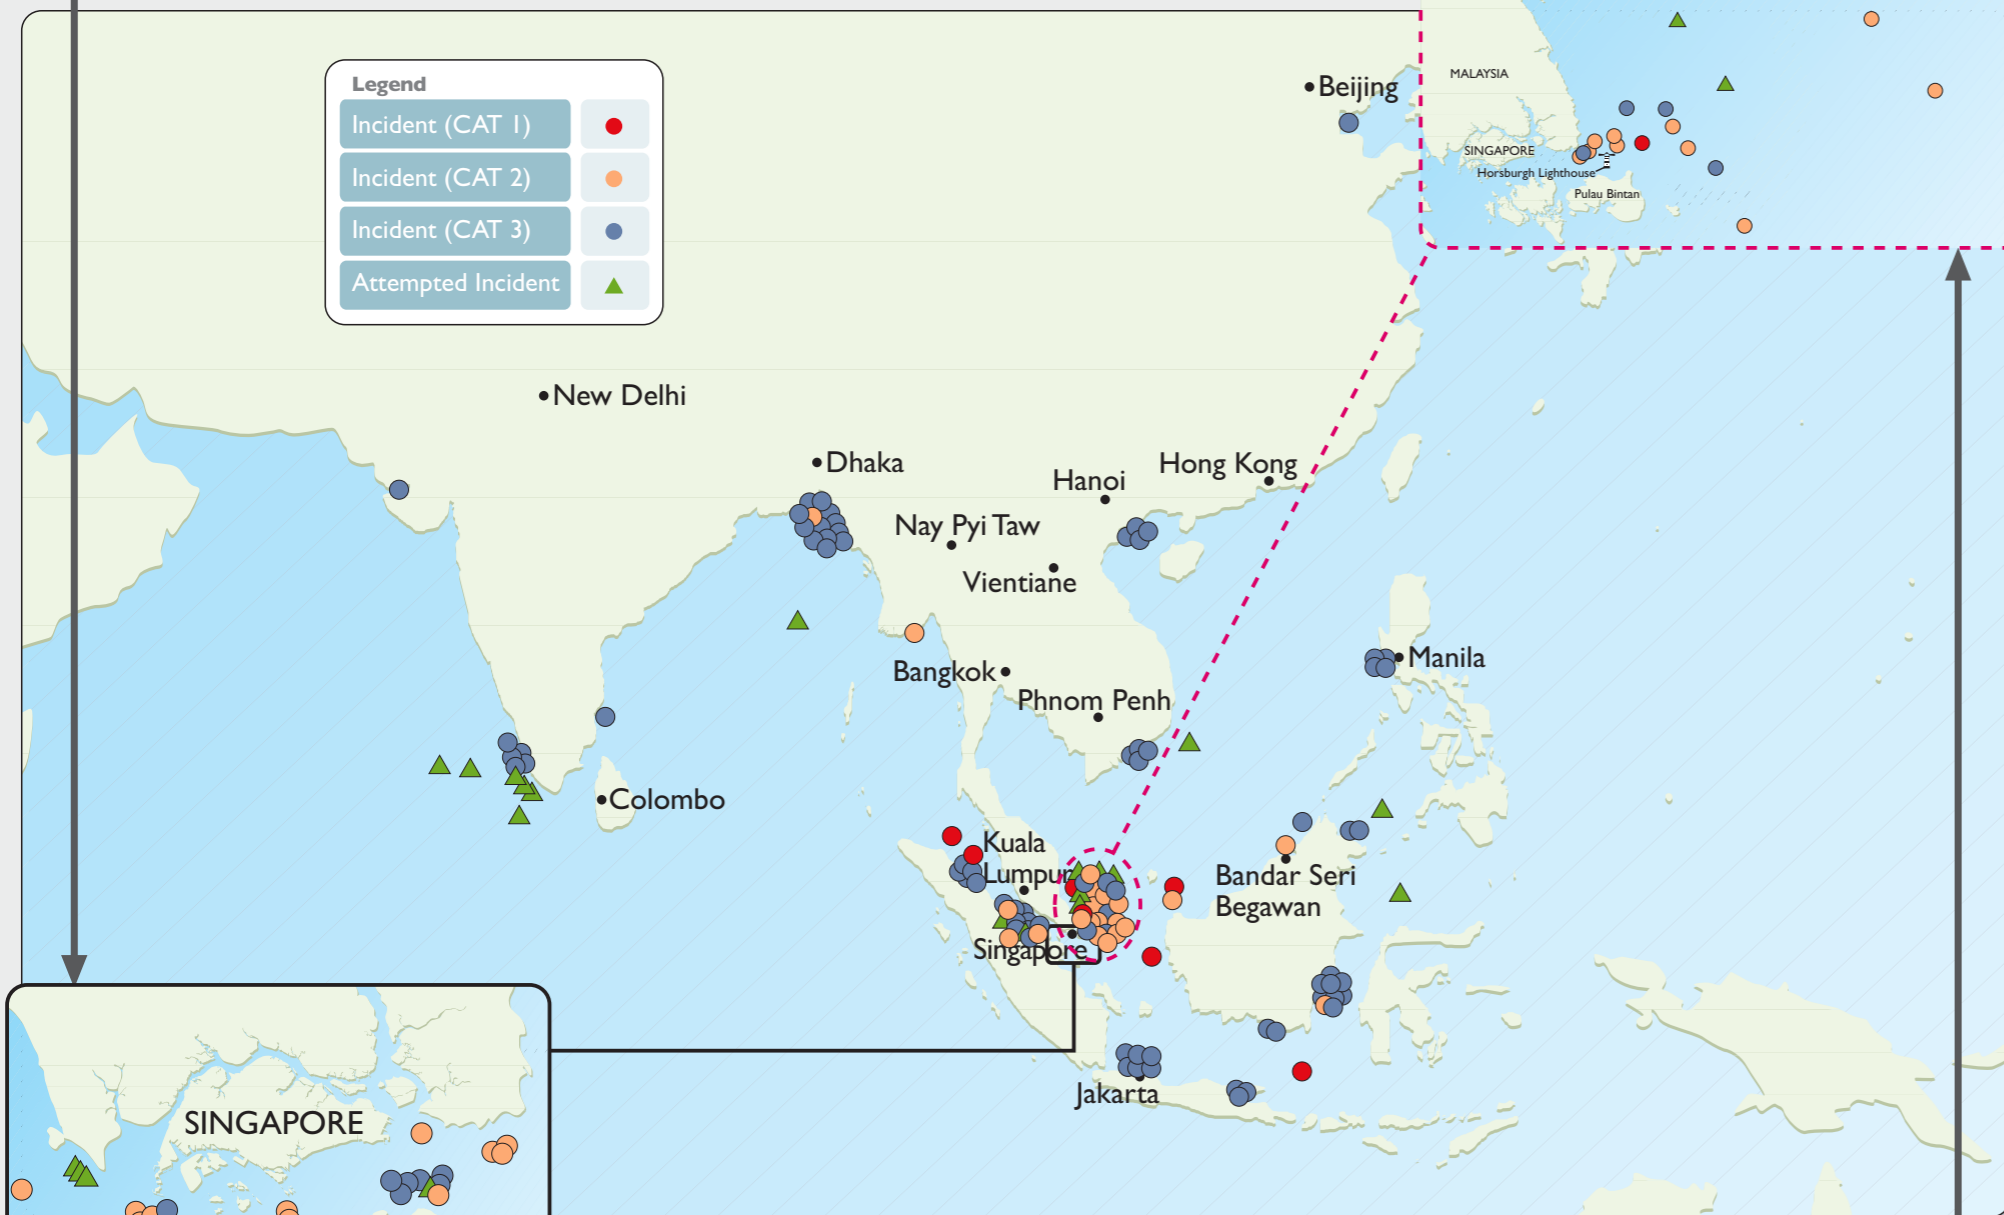 Legend
Incident (CAT 1)
Incident (CAT 2)
Incident (CAT 3)
Attempted Incident
Beijing
MALAYSIA
SINGAPORE
Horsburgh Lighthouse
Pulau Bintan
New Delhi
Dhaka
Hanoi
Hong Kong
Nay Pyi Taw
Vientiane
Bangkok
Manila
Phnom Penh
Colombo
Kuala
Lumpur
Bandar Seri
Begawan
Singapore
Jakarta
SINGAPORE